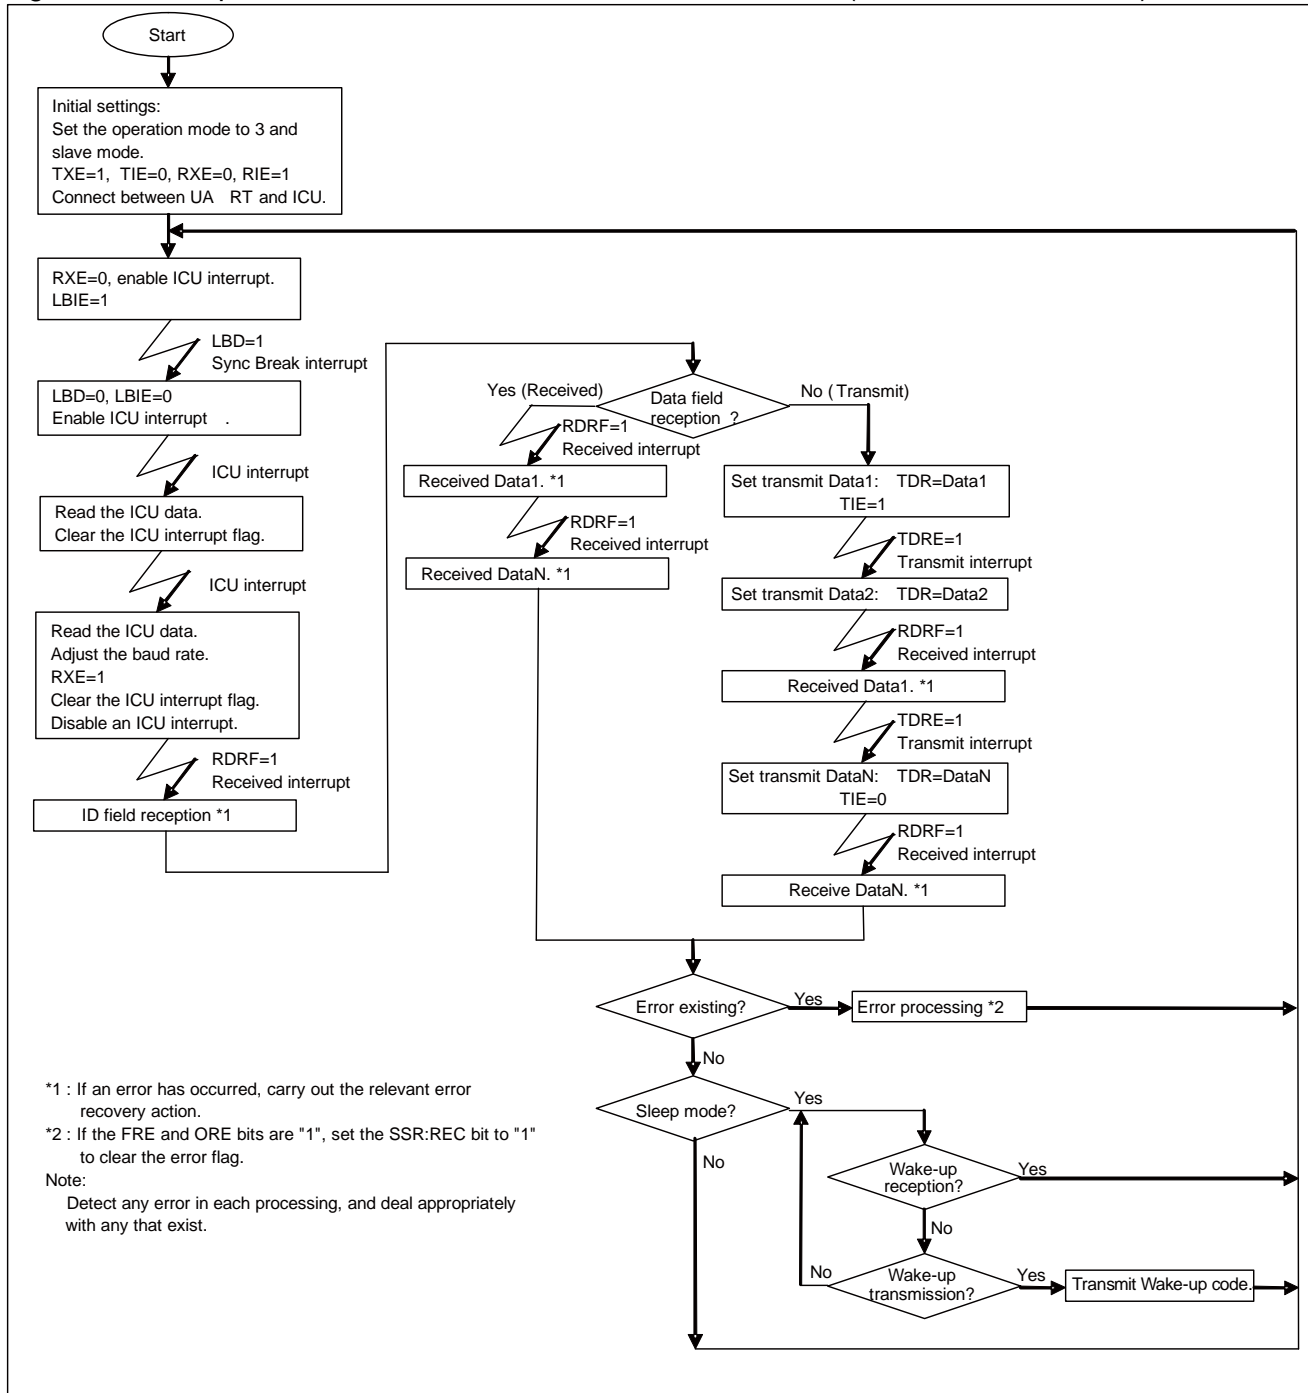 Start
Initial settings:
Set the operation mode to 3 and
slave mode.
TXE=1, TIE=0, RXE=0, RIE=1
Connect between UA RT and ICU.
RXE=0, enable ICU interrupt.
LBIE=1
LBD=1
Sync Break interrupt
LBD=0, LBIE=0
Enable ICU interrupt .
ICU interrupt
Read the ICU data.
Clear the ICU interrupt flag.
ICU interrupt
Read the ICU data.
Adjust the baud rate.
RXE=1
Clear the ICU interrupt flag.
Disable an ICU interrupt.
RDRF=1
Received interrupt
ID field reception *1
Data field
reception ?
Yes (Received)
RDRF=1
Received interrupt
Received Data1. *1
RDRF=1
Received interrupt
Received DataN. *1
No (Transmit)
Set transmit Data1: TDR=Data1
TIE=1
TDRE=1
Transmit interrupt
Set transmit Data2: TDR=Data2
RDRF=1
Received interrupt
Received Data1. *1
TDRE=1
Transmit interrupt
Set transmit DataN: TDR=DataN
TIE=0
RDRF=1
Received interrupt
Receive DataN. *1
Error existing?
Yes
Error processing *2
No
Sleep mode?
Yes
No
Wake-up
reception?
Yes
No
Wake-up
transmission?
No
Yes
Transmit Wake-up code.
*1 : If an error has occurred, carry out the relevant error
recovery action.
*2 : If the FRE and ORE bits are "1", set the SSR:REC bit to "1"
to clear the error flag.
Note:
Detect any error in each processing, and deal appropriately
with any that exist.